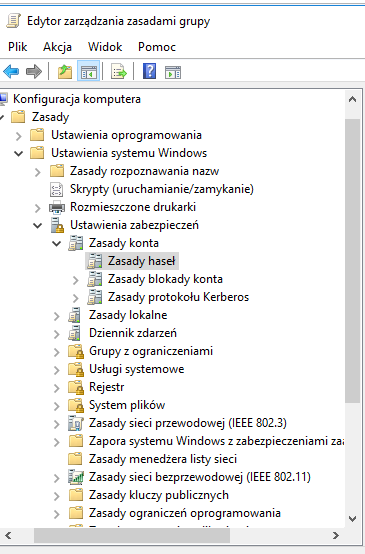 Edytor zarządzania zasadami grupy
Plik Akcja Widok Pomoc
Konfiguracja komputera
Zasady
Ustawienia oprogramowania
Ustawienia systemu Windows
Zasady rozpoznawania nazw
Skrypty (uruchamianie/zamykanie)
Rozmieszczone drukarki
Ustawienia zabezpieczeń
Zasady konta
Zasady haseł
Zasady blokady konta
Zasady protokołu Kerberos
Zasady lokalne
Dziennik zdarzeń
Grupy z ograniczeniami
Usługi systemowe
Rejestr
System plików
Zasady sieci przewodowej (IEEE 802.3)
Zapora systemu Windows z zabezpieczeniami zaa
Zasady menedżera listy sieci
Zasady sieci bezprzewodowej (IEEE 802.11)
Zasady kluczy publicznych
Zasady ograniczeń oprogramowania